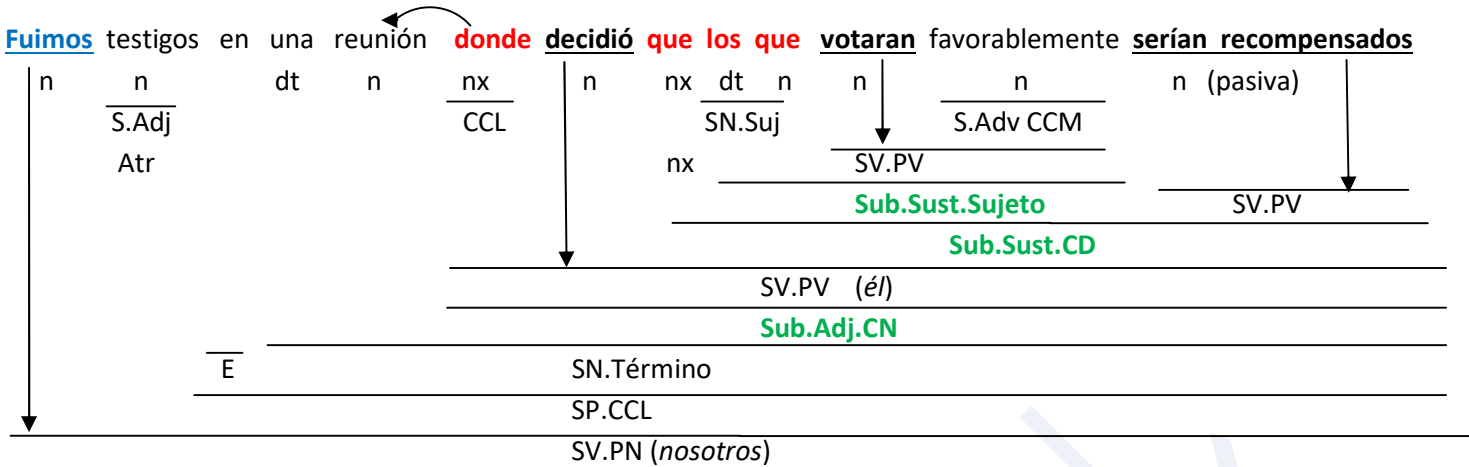 Fuimos testigos en una reunión donde decidió que los que votaran favorablemente serían recompensados
n n dt n nx n nx dt n n n n (pasiva)
S.Adj CCL SN.Suj S.Adv CCM
Atr nx SV.PV
Sub.Sust.Sujeto SV.PV
Sub.Sust.CD
SV.PV (él)
Sub.Adj.CN
E SN.Término
SP.CCL
SV.PN (nosotros)